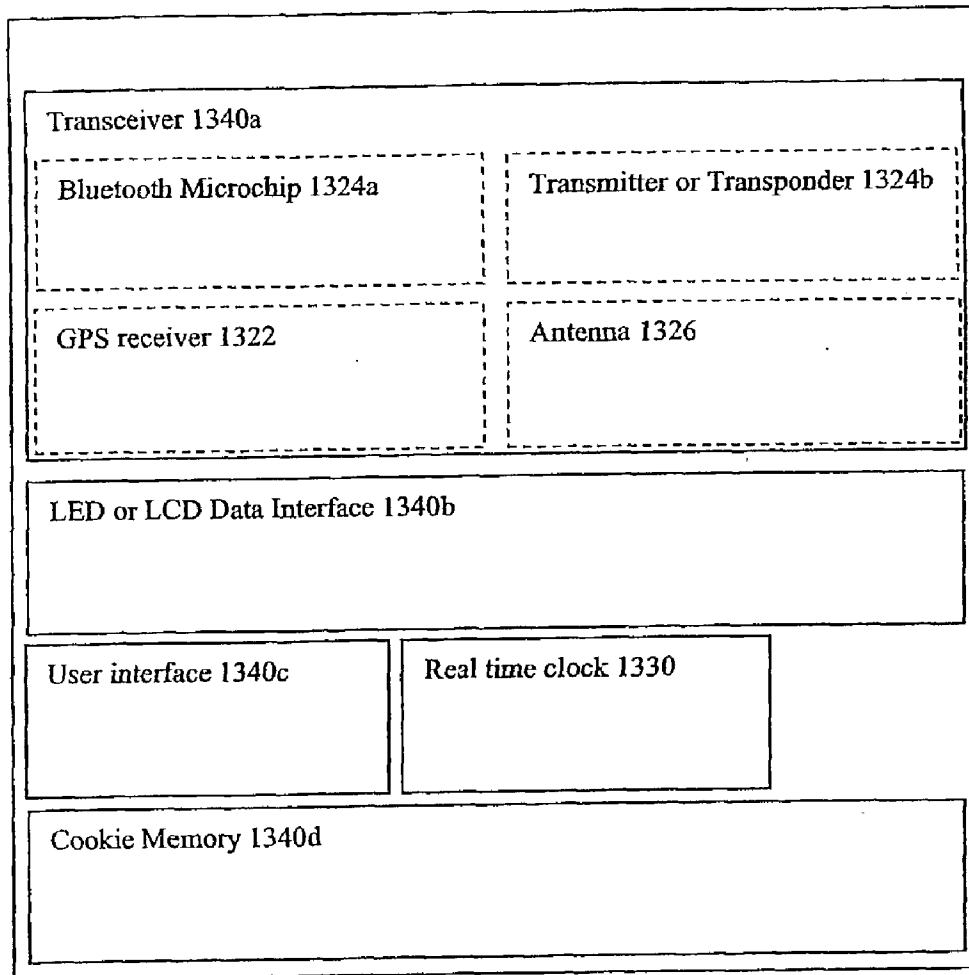 Transceiver 1340a
Bluetooth Microchip 1324a
Transmitter or Transponder 1324b
GPS receiver 1322
Antenna 1326
LED or LCD Data Interface 1340b
User interface 1340c
Real time clock 1330
Cookie Memory 1340d